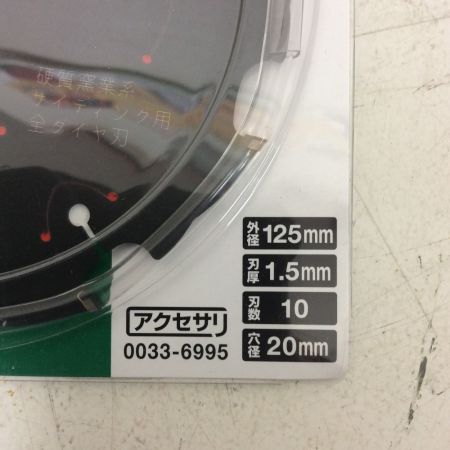 硬質窯業系
サイディング用
全ダイヤ刃
外径 125mm
刃厚 1.5mm
刃数 10
穴径 20mm
アクセサリ
0033-6995